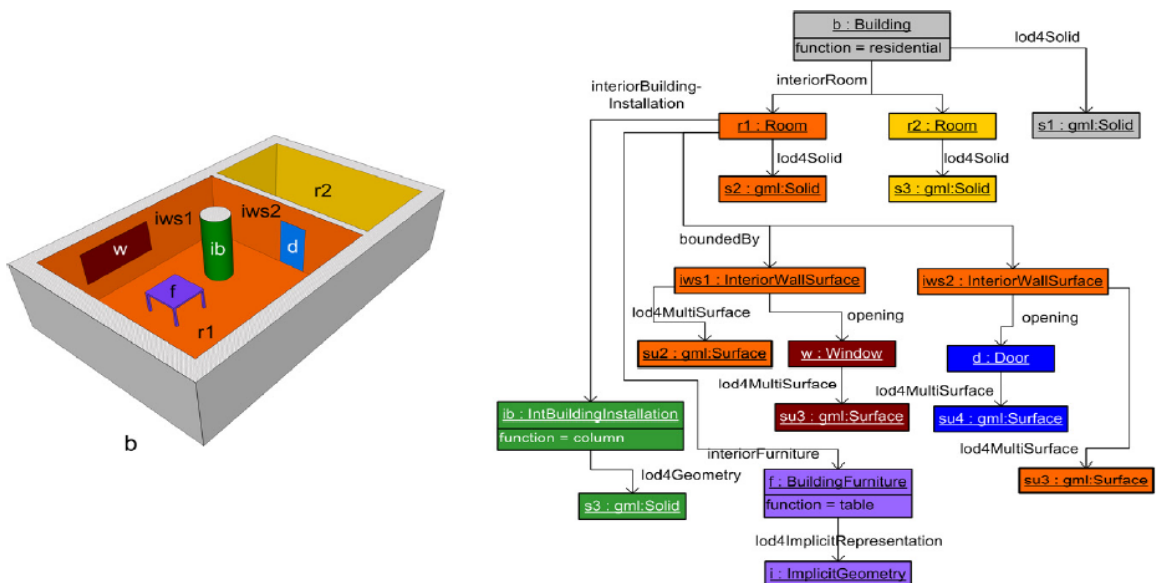 r2
iws1
iws2
w
ib
d
f
r1
b
b : Building
function = residential
lod4Solid
interiorBuilding-
Installation
interiorRoom
r1 : Room
r2 : Room
s1 : gml:Solid
lod4Solid
lod4Solid
s2 : gml:Solid
s3 : gml:Solid
boundedBy
iws1 : InteriorWallSurface
iws2 : InteriorWallSurface
lod4MultiSurface
opening
opening
su2 : gml:Surface
w : Window
d : Door
lod4MultiSurface
lod4MultiSurface
ib : IntBuildingInstallation
function = column
su3 : gml:Surface
su4 : gml:Surface
interiorFurniture
lod4MultiSurface
lod4Geometry
f : BuildingFurniture
function = table
su3 : gml:Surface
s3 : gml:Solid
lod4ImplicitRepresentation
i : ImplicitGeometry